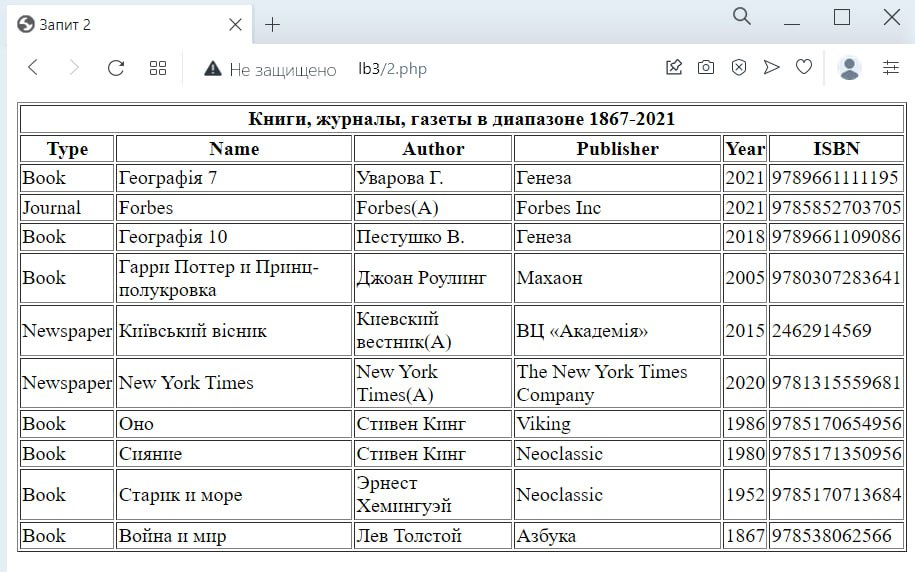 Запит 2
Не защищено lb3/2.php
Книги, журналы, газеты в диапазоне 1867-2021
Type Name Author Publisher Year ISBN
Book Географія 7 Уварова Г. Генеза 2021 9789661111195
Journal Forbes Forbes(A) Forbes Inc 2021 9785852703705
Book Географія 10 Пестушко В. Генеза 2018 9789661109086
Book Гарри Поттер и Принц-
полукровка Джоан Роулинг Махаон 2005 9780307283641
Newspaper Київський вісник Киевский
вестник(А) ВЦ «Академія» 2015 2462914569
Newspaper New York Times New York
Times(A) The New York Times
Company 2020 9781315559681
Book Оно Стивен Кинг Viking 1986 9785170654956
Book Сияние Стивен Кинг Neoclassic 1980 9785171350956
Book Старик и море Эрнест
Хемингуэй Neoclassic 1952 9785170713684
Book Война и мир Лев Толстой Азбука 1867 978538062566